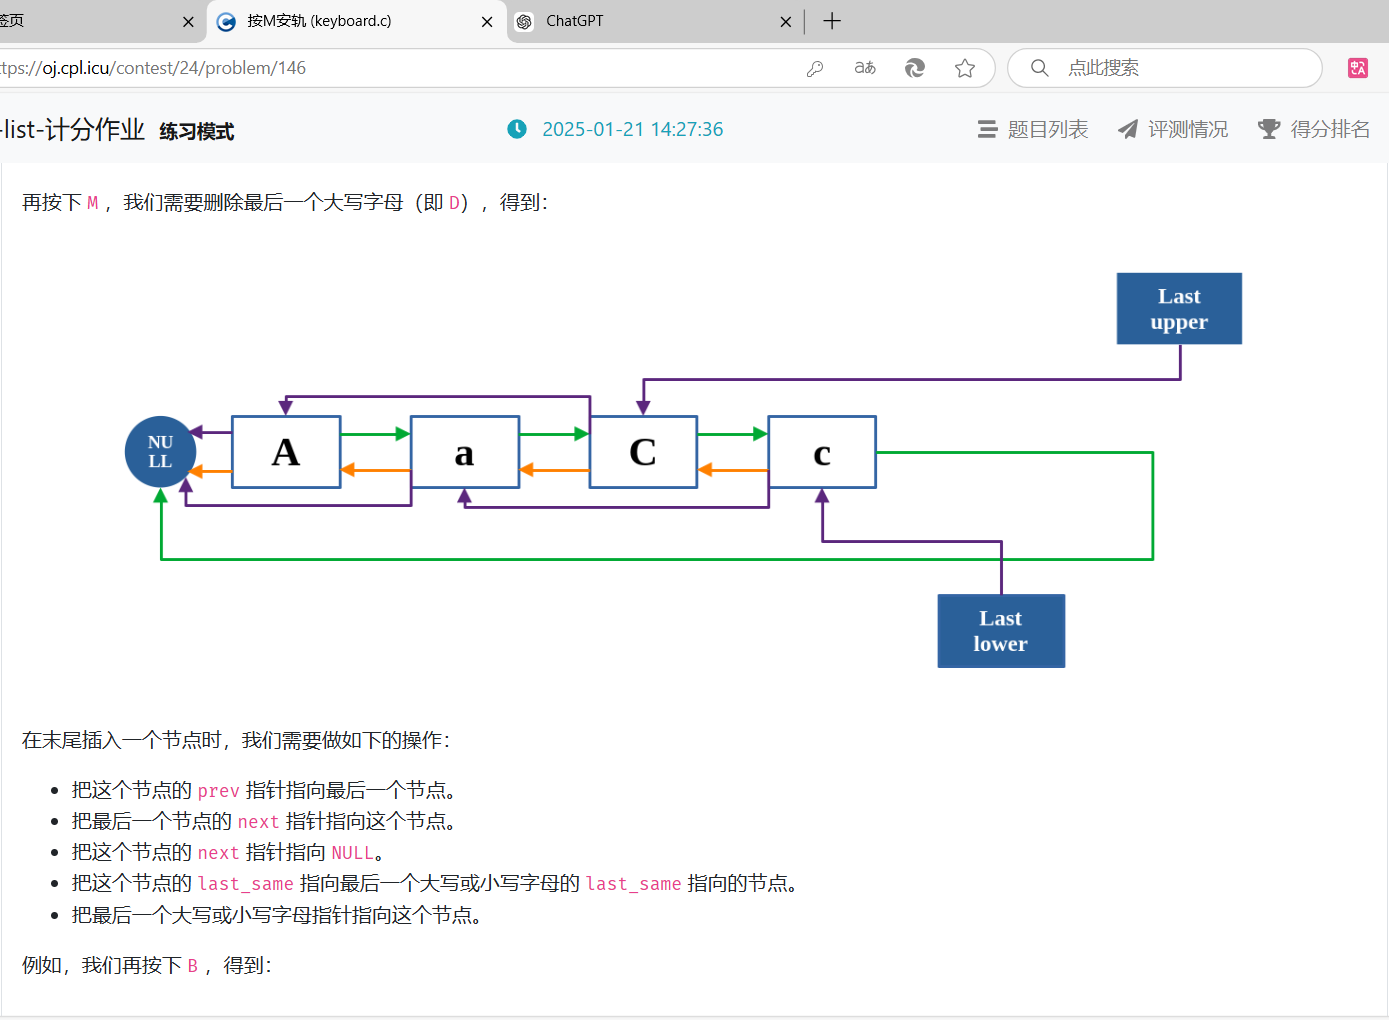 签页
按M安轨 (keyboard.c)
ChatGPT
ttps://oj.cpl.icu/contest/24/problem/146
aあ
点此搜索
-list-计分作业 练习模式
2025-01-21 14:27:36
题目列表
评测情况
得分排名
再按下 M ，我们需要删除最后一个大写字母（即 D），得到：
Last
upper
NU
LL
A
a
C
c
Last
lower
在末尾插入一个节点时，我们需要做如下的操作：
把这个节点的 prev 指针指向最后一个节点。
把最后一个节点的 next 指针指向这个节点。
把这个节点的 next 指针指向 NULL。
把这个节点的 last_same 指向最后一个大写或小写字母的 last_same 指向的节点。
把最后一个大写或小写字母指针指向这个节点。
例如，我们再按下 B ，得到：